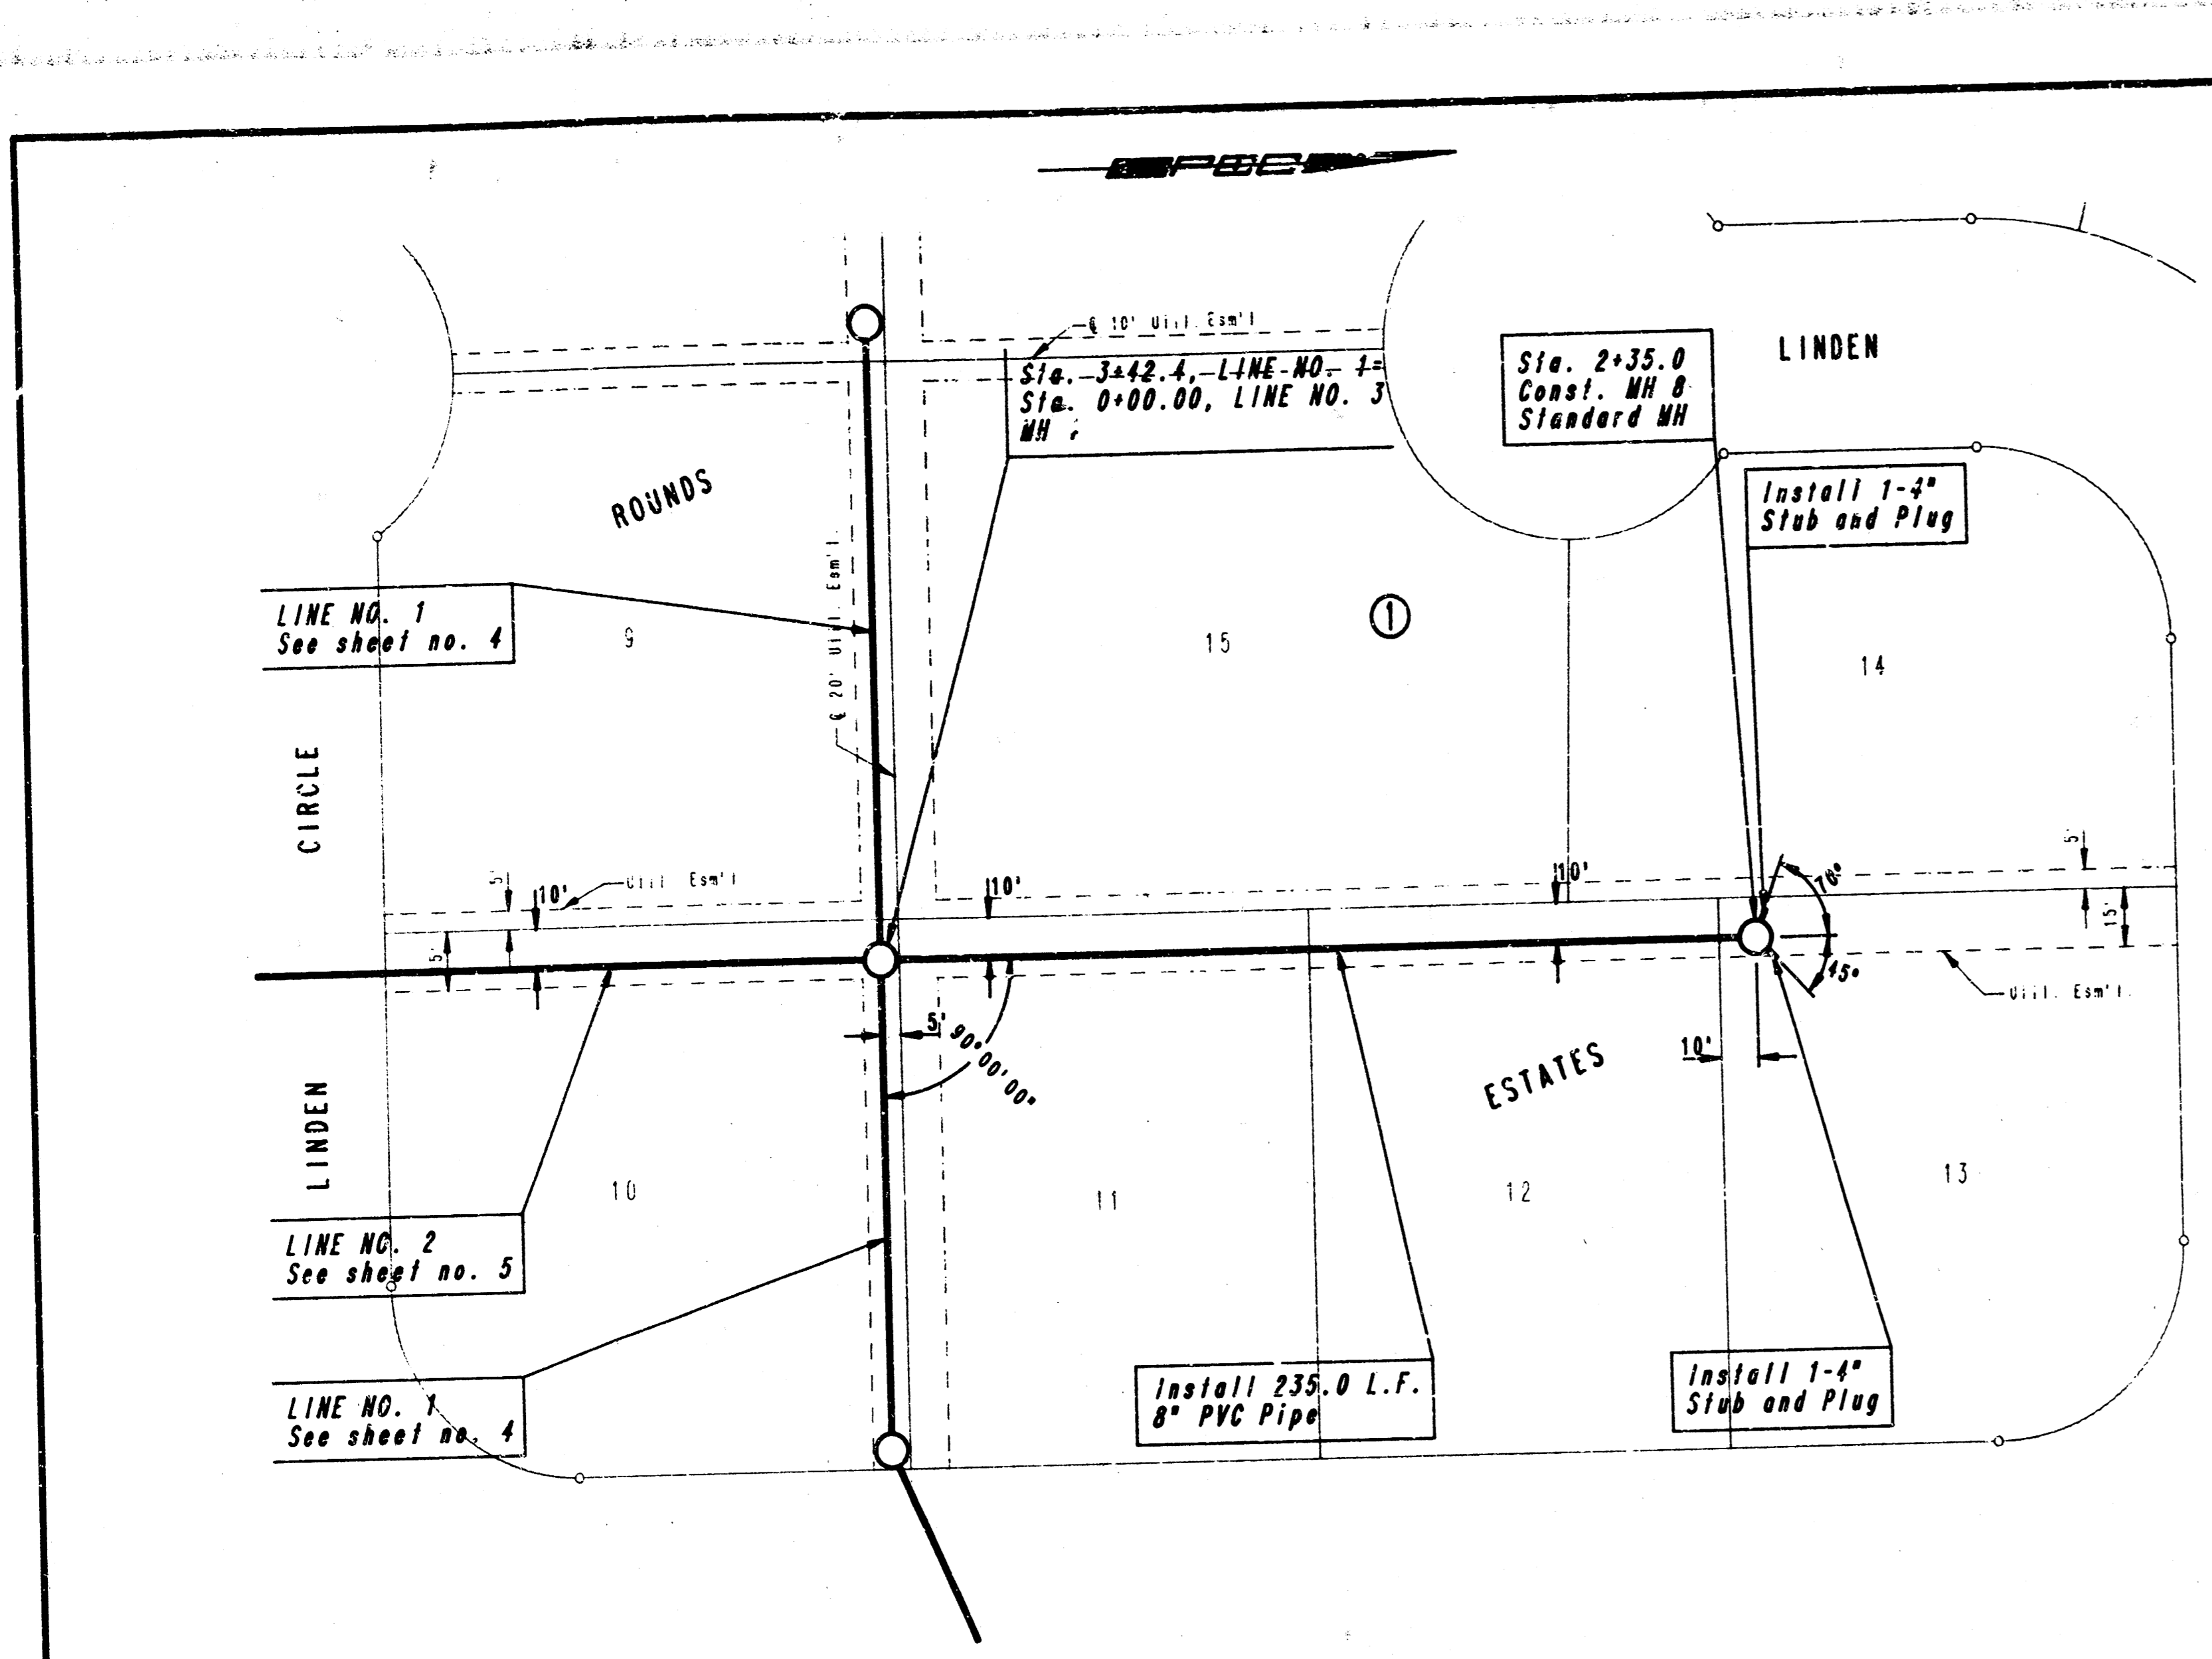 ℄ 10' Util. Esm't
Sta. 3+42.4, LINE NO. 1=
Sta. 0+00.00, LINE NO. 3
MH
Sta. 2+35.0
Const. MH 8
Standard MH
LINDEN
Install 1-4"
Stub and Plug
ROUNDS
℄ 20' Util. Esm't.
LINE NO. 1
See sheet no. 4
9
15
1
14
CIRCLE
5'
10'
Util. Esm't
10'
10'
70°
5'
15'
5'
45°
Util. Esm't.
5'
90°00'00"
10'
ESTATES
LINDEN
10
11
12
13
LINE NO. 2
See sheet no. 5
LINE NO. 1
See sheet no. 4
Install 235.0 L.F.
8" PVC Pipe
Install 1-4"
Stub and Plug